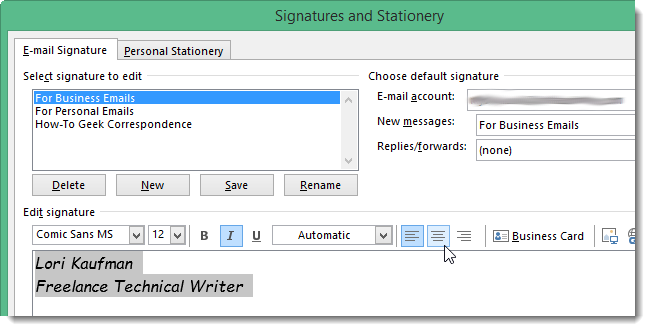 Signatures and Stationery
E-mail Signature
Personal Stationery
Select signature to edit
For Business Emails
For Personal Emails
How-To Geek Correspondence
Delete
New
Save
Rename
Choose default signature
E-mail account:
New messages:
For Business Emails
Replies/forwards:
(none)
Edit signature
Comic Sans MS
12
B
I
U
Automatic
Business Card
Lori Kaufman
Freelance Technical Writer